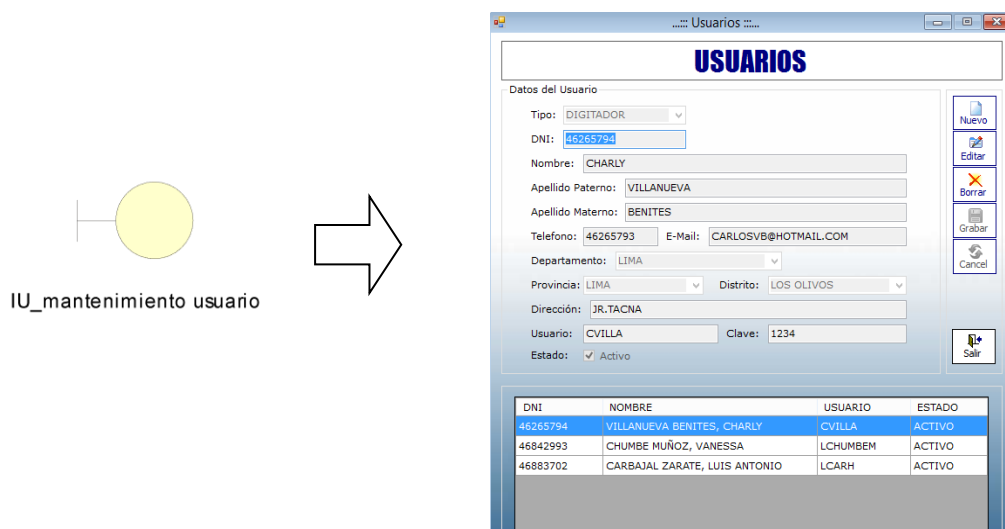 ...::: Usuarios :::...
USUARIOS
Datos del Usuario
Tipo: DIGITADOR
DNI: 46265794
Nombre: CHARLY
Apellido Paterno: VILLANUEVA
Apellido Materno: BENITES
Telefono: 46265793 E-Mail: CARLOSVB@HOTMAIL.COM
Departamento: LIMA
Provincia: LIMA Distrito: LOS OLIVOS
Dirección: JR.TACNA
Usuario: CVILLA Clave: 1234
Estado: Activo
Nuevo
Editar
Borrar
Grabar
Cancel
Salir
IU_mantenimiento usuario
DNI NOMBRE USUARIO ESTADO
46265794 VILLANUEVA BENITES, CHARLY CVILLA ACTIVO
46842993 CHUMBE MUÑOZ, VANESSA LCHUMBEM ACTIVO
46883702 CARBAJAL ZARATE, LUIS ANTONIO LCARH ACTIVO